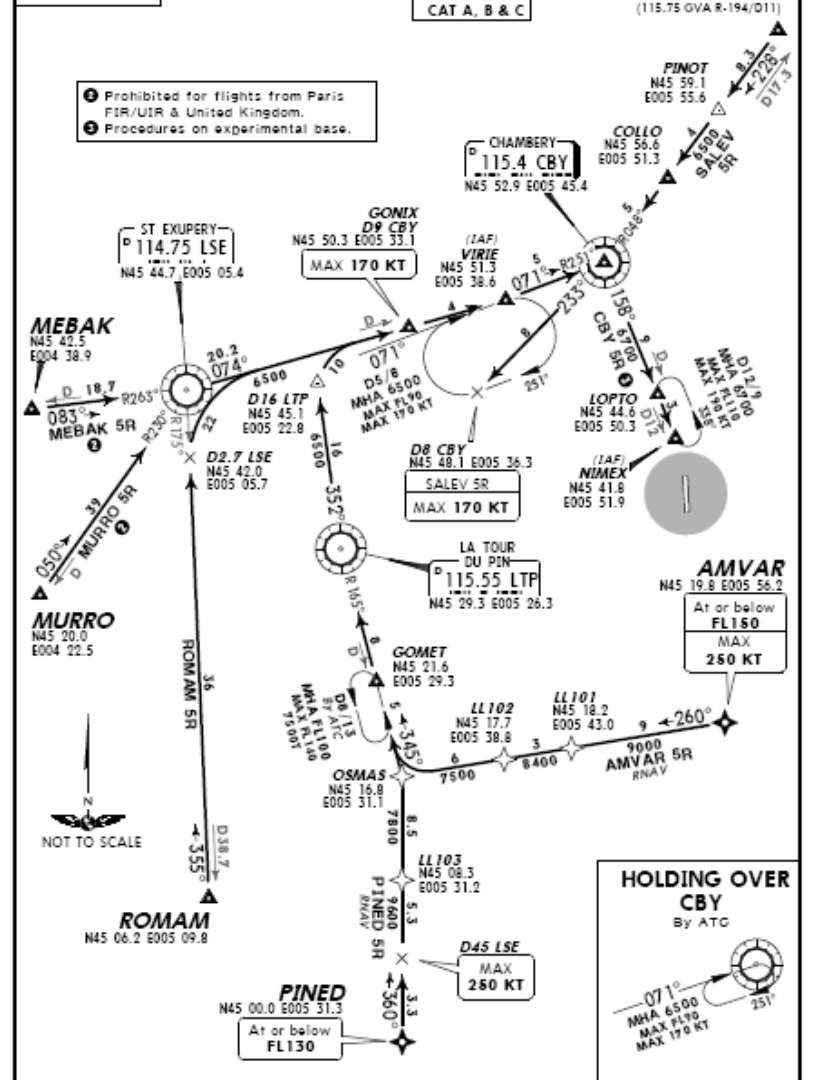 CAT A, B & C
(115.75 GVA R-194/D11)
8.3
228°
D17.3
PINOT
N45 59.1
E005 55.6
4
6500
SALEV
5R
COLLO
N45 56.6
E005 51.3
5
R048°
2 Prohibited for flights from Paris
FIR/UIR & United Kingdom.
3 Procedures on experimental base.
CHAMBERY
D 115.4 CBY
N45 52.9 E005 45.4
GONIX
D9 CBY
N45 50.3 E005 33.1
MAX 170 KT
(IAF)
VIRIE
N45 51.3
E005 38.6
5
071°
R251°
233°
8
251°
4
D
071°
D5/8
MHA 6500
MAX FL90
MAX 170 KT
D8 CBY
N45 48.1 E005 36.3
SALEV 5R
MAX 170 KT
158°
6700
CBY 5R 3
9
D
LOPTO
N45 44.6
E005 50.3
3
D12
D12/9
MHA 6700
MAX FL110
MAX 190 KT
338°
(IAF)
NIMEX
N45 41.8
E005 51.9
ST EXUPERY
D 114.75 LSE
N45 44.7 E005 05.4
MEBAK
N45 42.5
E004 38.9
D 18.7
R263°
083°
MEBAK 5R
2
R230°
R175°
20.2
074°
6500
22
10
D16 LTP
N45 45.1
E005 22.8
D2.7 LSE
N45 42.0
E005 05.7
39
050°
D
MURRO 5R 2
MURRO
N45 20.0
E004 22.5
16
6500
352°
LA TOUR
DU PIN
D 115.55 LTP
N45 29.3 E005 26.3
R165°
8
D
GOMET
N45 21.6
E005 29.3
D8/13
By ATC
MHA FL100
MAX FL140
7500T
5
345°
AMVAR
N45 19.8 E005 56.2
At or below
FL150
MAX
250 KT
260°
9
9000
AMVAR 5R
RNAV
LL101
N45 18.2
E005 43.0
3
8400
LL102
N45 17.7
E005 38.8
6
7500
OSMAS
N45 16.8
E005 31.1
8.5
7800
LL103
N45 08.3
E005 31.2
5.3
9600
PINED 5R
RNAV
D45 LSE
MAX
250 KT
3.3
360°
PINED
N45 00.0 E005 31.3
At or below
FL130
ROMAM 5R
36
D38.7
355°
ROMAM
N45 06.2 E005 09.8
N
NOT TO SCALE
HOLDING OVER
CBY
By ATC
071°
MHA 6500
MAX FL90
MAX 170 KT
251°